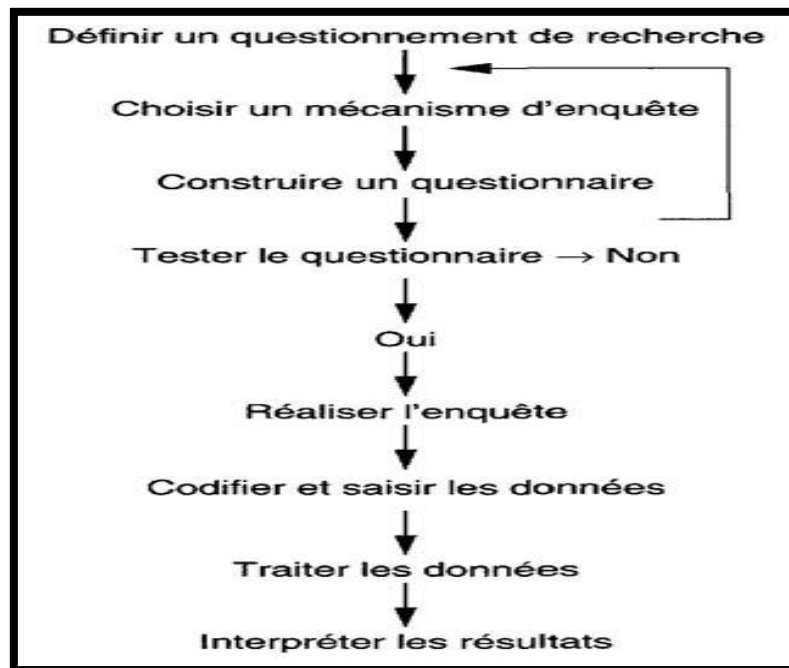 Définir un questionnement de recherche
Choisir un mécanisme d'enquête
Construire un questionnaire
Tester le questionnaire → Non
Oui
Réaliser l'enquête
Codifier et saisir les données
Traiter les données
Interpréter les résultats